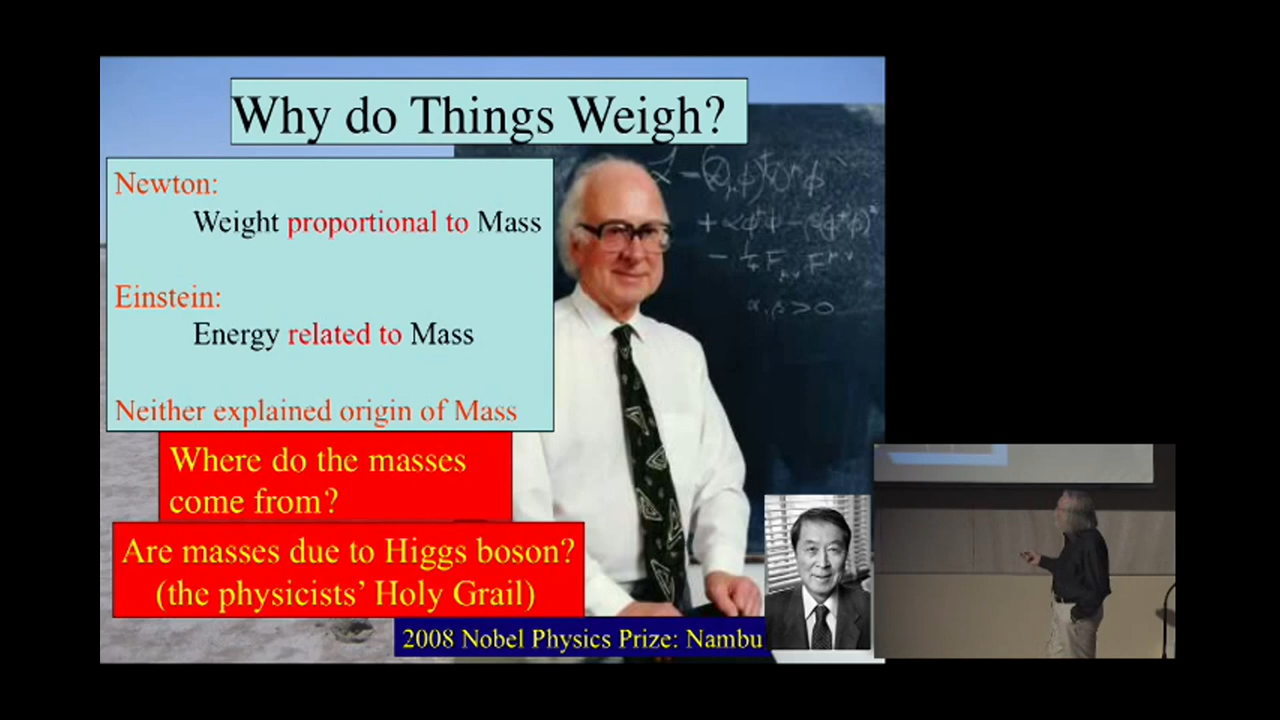 Why do Things Weigh?
Newton:
Weight proportional to Mass
Einstein:
Energy related to Mass
Neither explained origin of Mass
Where do the masses
come from?
Are masses due to Higgs boson?
(the physicists’ Holy Grail)
2008 Nobel Physics Prize: Nambu
α, β > 0